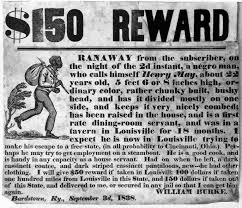 $150 REWARD
RANAWAY from the subscriber, on
the night of the 2d instant, a negro man,
who calls himself Henry May, about 22
years old, 5 feet 6 or 8 inches high, or-
dinary color, rather chunky built, bushy
head, and has it divided mostly on one
side, and keeps it very nicely combed;
has been raised in the house, and is a first
rate dining-room servant, and was in a
tavern in Louisville for 18 months. I
expect he is now in Louisville trying to
make his escape to a free state, (in all probability to Cincinnati, Ohio.) Per-
haps he may try to get employment on a steamboat. He is a good cook, and
is handy in any capacity as a house servant. Had on when he left, a dark
cassinett coatee, and dark striped cassinett pantaloons, new--he had other
clothing. I will give $50 reward if taken in Louisvill; 100 dollars if taken
one hundred miles from Louisville in this State, and 150 dollars if taken out
of this State, and delivered to me, or secured in any jail so that I can get him
again.
WILLIAM BURKE.
Bardstown, Ky., September 3d, 1838.